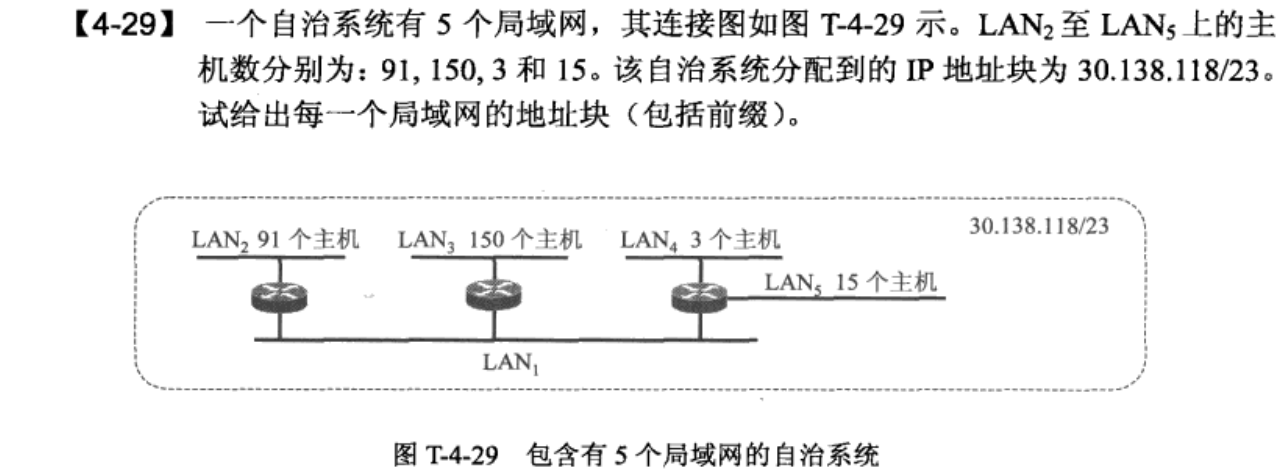 【4-29】 一个自治系统有 5 个局域网，其连接图如图 T-4-29 示。LAN₂ 至 LAN₅ 上的主
机数分别为：91, 150, 3 和 15。该自治系统分配到的 IP 地址块为 30.138.118/23。
试给出每一个局域网的地址块（包括前缀）。
30.138.118/23
LAN₂ 91 个主机 LAN₃ 150 个主机 LAN₄ 3 个主机
LAN₅ 15 个主机
LAN₁
图 T-4-29 包含有 5 个局域网的自治系统